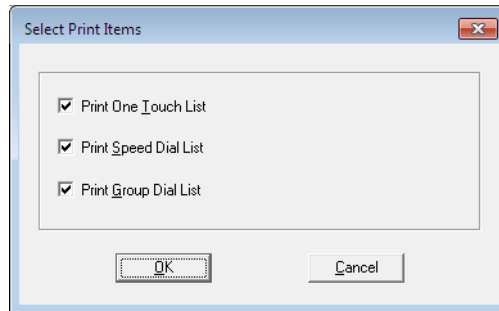 Select Print Items
Print One Touch List
Print Speed Dial List
Print Group Dial List
OK Cancel